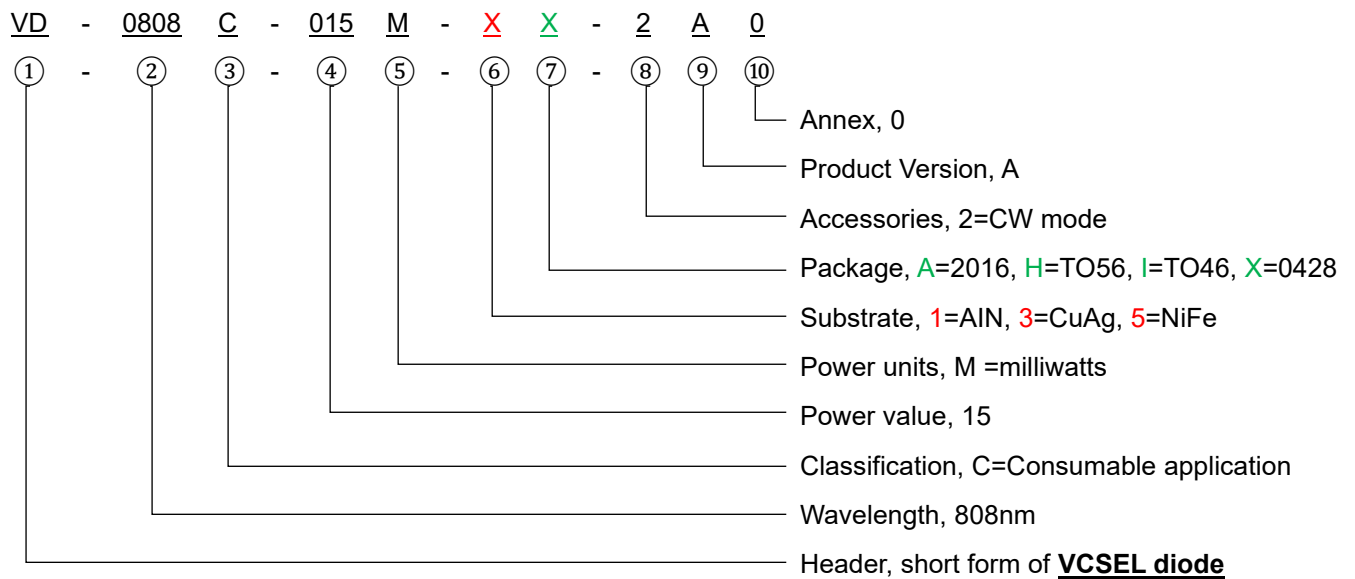 VD - 0808 C - 015 M - X X - 2 A 0
① - ② ③ - ④ ⑤ - ⑥ ⑦ - ⑧ ⑨ ⑩
Annex, 0
Product Version, A
Accessories, 2=CW mode
Package, A=2016, H=TO56, I=TO46, X=0428
Substrate, 1=AlN, 3=CuAg, 5=NiFe
Power units, M =milliwatts
Power value, 15
Classification, C=Consumable application
Wavelength, 808nm
Header, short form of VCSEL diode